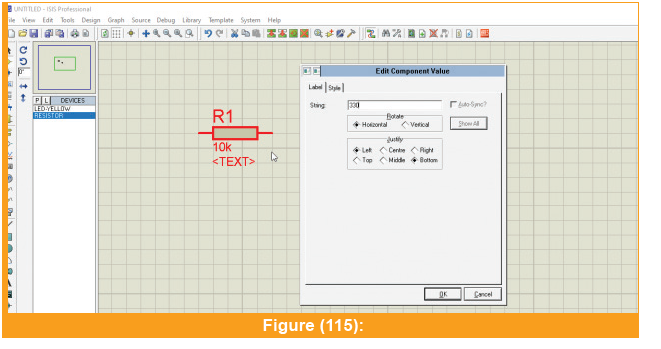 UNTITLED - ISIS Professional
File View Edit Tools Design Graph Source Debug Library Template System Help
P L DEVICES
LED-YELLOW
RESISTOR
R1
10k
<TEXT>
Edit Component Value
Label Style
String: 330 Auto-Sync?
Rotate
Horizontal Vertical Show All
Justify
Left Centre Right
Top Middle Bottom
OK Cancel
Figure (115):